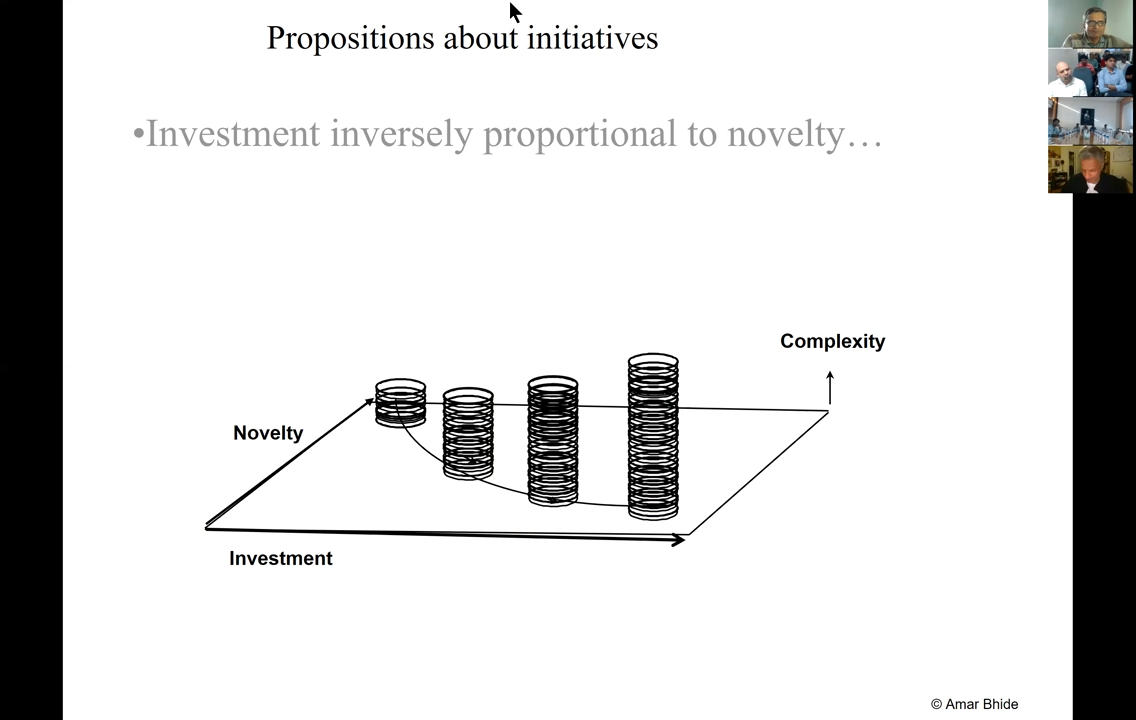 Propositions about initiatives
•Investment inversely proportional to novelty…
Complexity
Novelty
Investment
© Amar Bhide